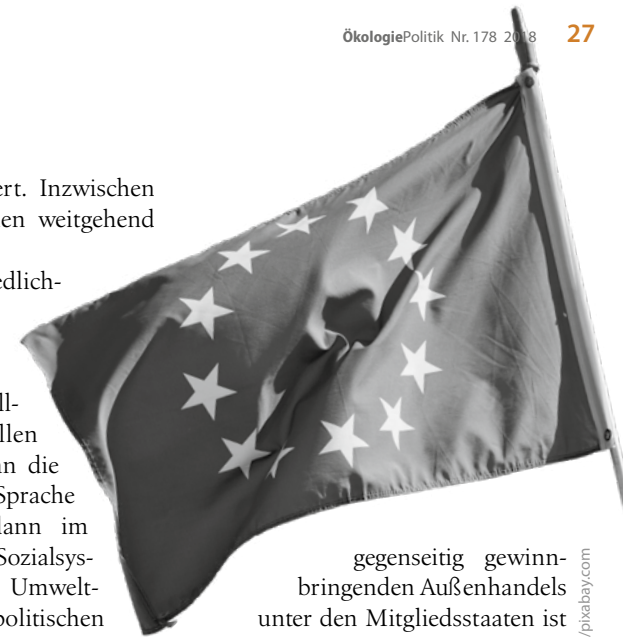 ÖkologiePolitik Nr. 178 2018 27
ert. Inzwischen
en weitgehend
edlich-
ll-
llen
n die
Sprache
ann im
Sozialsys-
Umwelt-
politischen
gegenseitig gewinn-
bringenden Außenhandels
unter den Mitgliedsstaaten ist
/pixabay.com